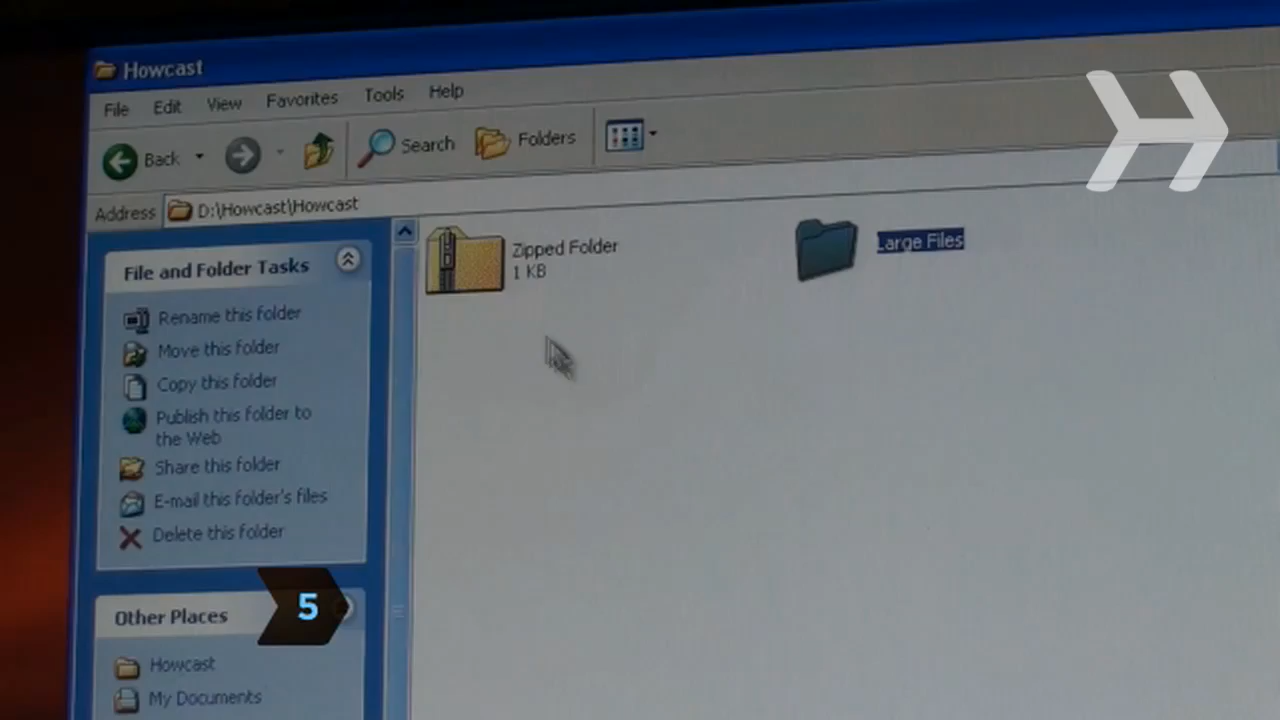 Howcast
File Edit View Favorites Tools Help
Back Search Folders
Address D:\Howcast\Howcast
File and Folder Tasks
Rename this folder
Move this folder
Copy this folder
Publish this folder to
the Web
Share this folder
E-mail this folder's files
Delete this folder
Other Places
Howcast
My Documents
Zipped Folder
1 KB
Large Files
5